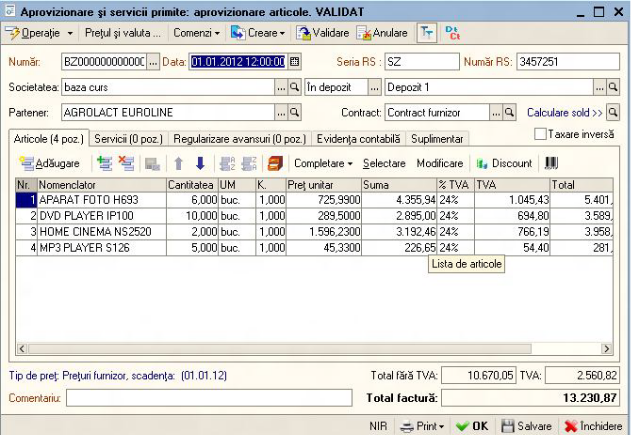 Aprovizionare şi servicii primite: aprovizionare articole. VALIDAT
Operaţie Preţul şi valuta ... Comenzi Creare Validare Anulare Tт Dt Ct
Număr: BZ0000000000C ... Data: 01.01.2012 12:00:00 Seria RS : SZ Număr RS: 3457251
Societatea: baza curs ... În depozit ... Depozit 1 ...
Partener: AGROLACT EUROLINE ... Contract: Contract furnizor ... Calculare sold >>
Articole (4 poz.) Servicii (0 poz.) Regularizare avansuri (0 poz.) Evidenţa contabilă Suplimentar Taxare inversă
Adăugare Completare Selectare Modificare Discount
Nr. Nomenclator Cantitatea UM K. Preţ unitar Suma % TVA TVA Total
1 APARAT FOTO H693 6,000 buc. 1,000 725,9900 4.355,94 24% 1.045,43 5.401,
2 DVD PLAYER IP100 10,000 buc. 1,000 289,5000 2.895,00 24% 694,80 3.589,
3 HOME CINEMA NS2520 2,000 buc. 1,000 1.596,2300 3.192,46 24% 766,19 3.958,
4 MP3 PLAYER S126 5,000 buc. 1,000 45,3300 226,65 24% 54,40 281,
Lista de articole
Tip de preţ: Preţuri furnizor, scadenţa: (01.01.12) Total fără TVA: 10.670,05 TVA: 2.560,82
Comentariu: Total factură: 13.230,87
NIR Print OK Salvare Închidere